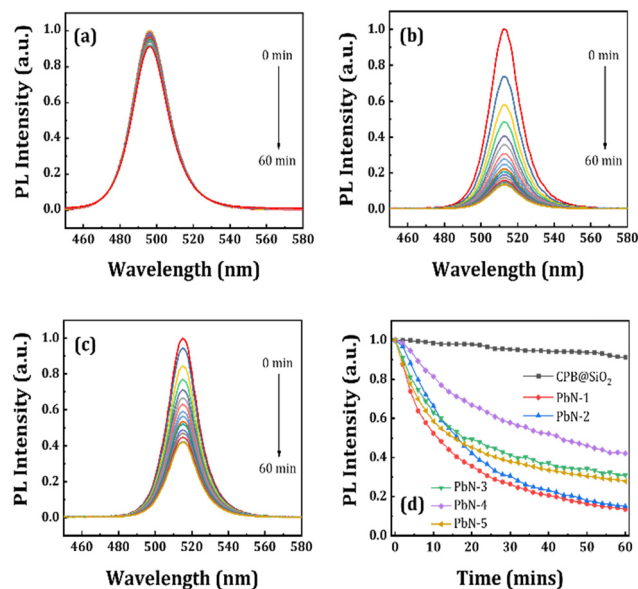 (a)
0 min
60 min
PL Intensity (a.u.)
1.0
0.8
0.6
0.4
0.2
0.0
460 480 500 520 540 560 580
Wavelength (nm)
(b)
0 min
60 min
PL Intensity (a.u.)
1.0
0.8
0.6
0.4
0.2
0.0
460 480 500 520 540 560 580
Wavelength (nm)
(c)
0 min
60 min
PL Intensity (a.u.)
1.0
0.8
0.6
0.4
0.2
0.0
460 480 500 520 540 560 580
Wavelength (nm)
PL Intensity (a.u.)
1.0
0.8
0.6
0.4
0.2
0.0
CPB@SiO₂
PbN-1
PbN-2
PbN-3
PbN-4
PbN-5
(d)
0 10 20 30 40 50 60
Time (mins)